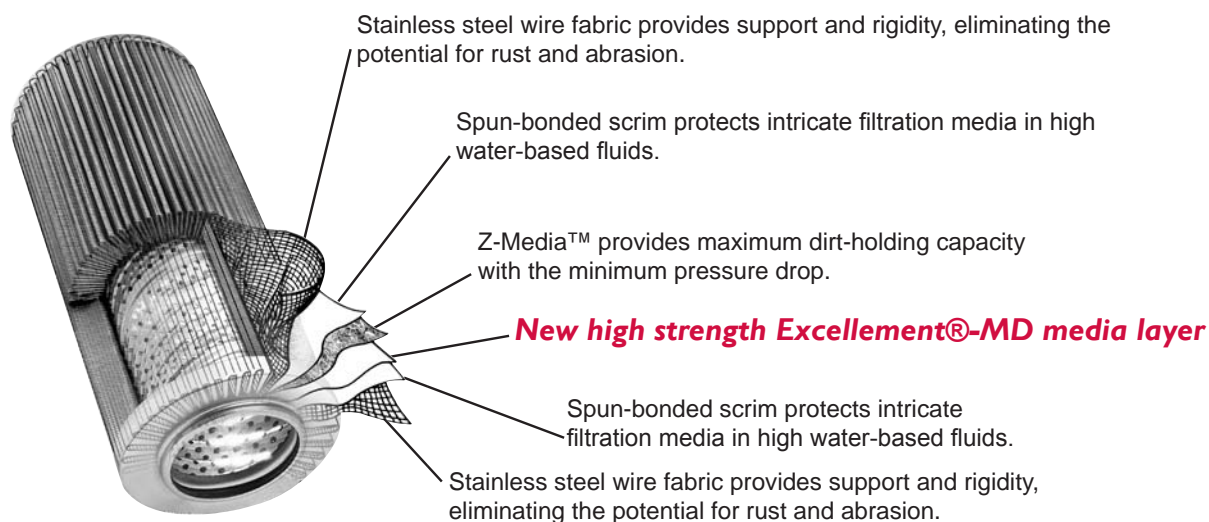 Stainless steel wire fabric provides support and rigidity, eliminating the
potential for rust and abrasion.
Spun-bonded scrim protects intricate filtration media in high
water-based fluids.
Z-Media™ provides maximum dirt-holding capacity
with the minimum pressure drop.
New high strength Excellement®-MD media layer
Spun-bonded scrim protects intricate
filtration media in high water-based fluids.
Stainless steel wire fabric provides support and rigidity,
eliminating the potential for rust and abrasion.